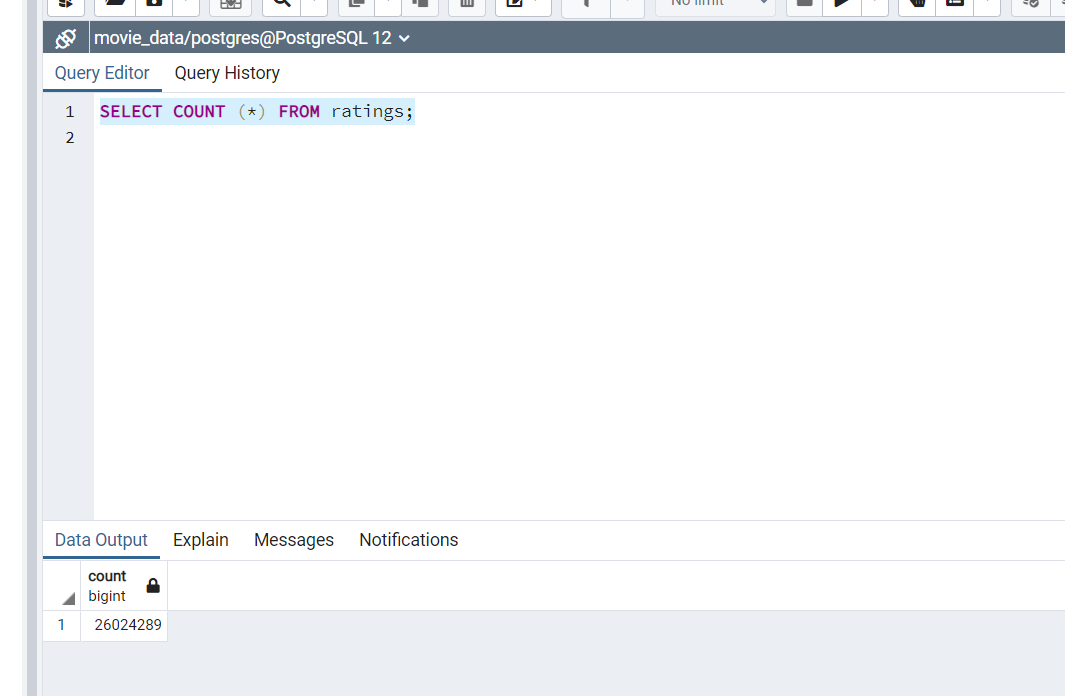 No limit
movie_data/postgres@PostgreSQL 12
Query Editor Query History
1 SELECT COUNT (*) FROM ratings;
2
Data Output Explain Messages Notifications
count
bigint
1 26024289